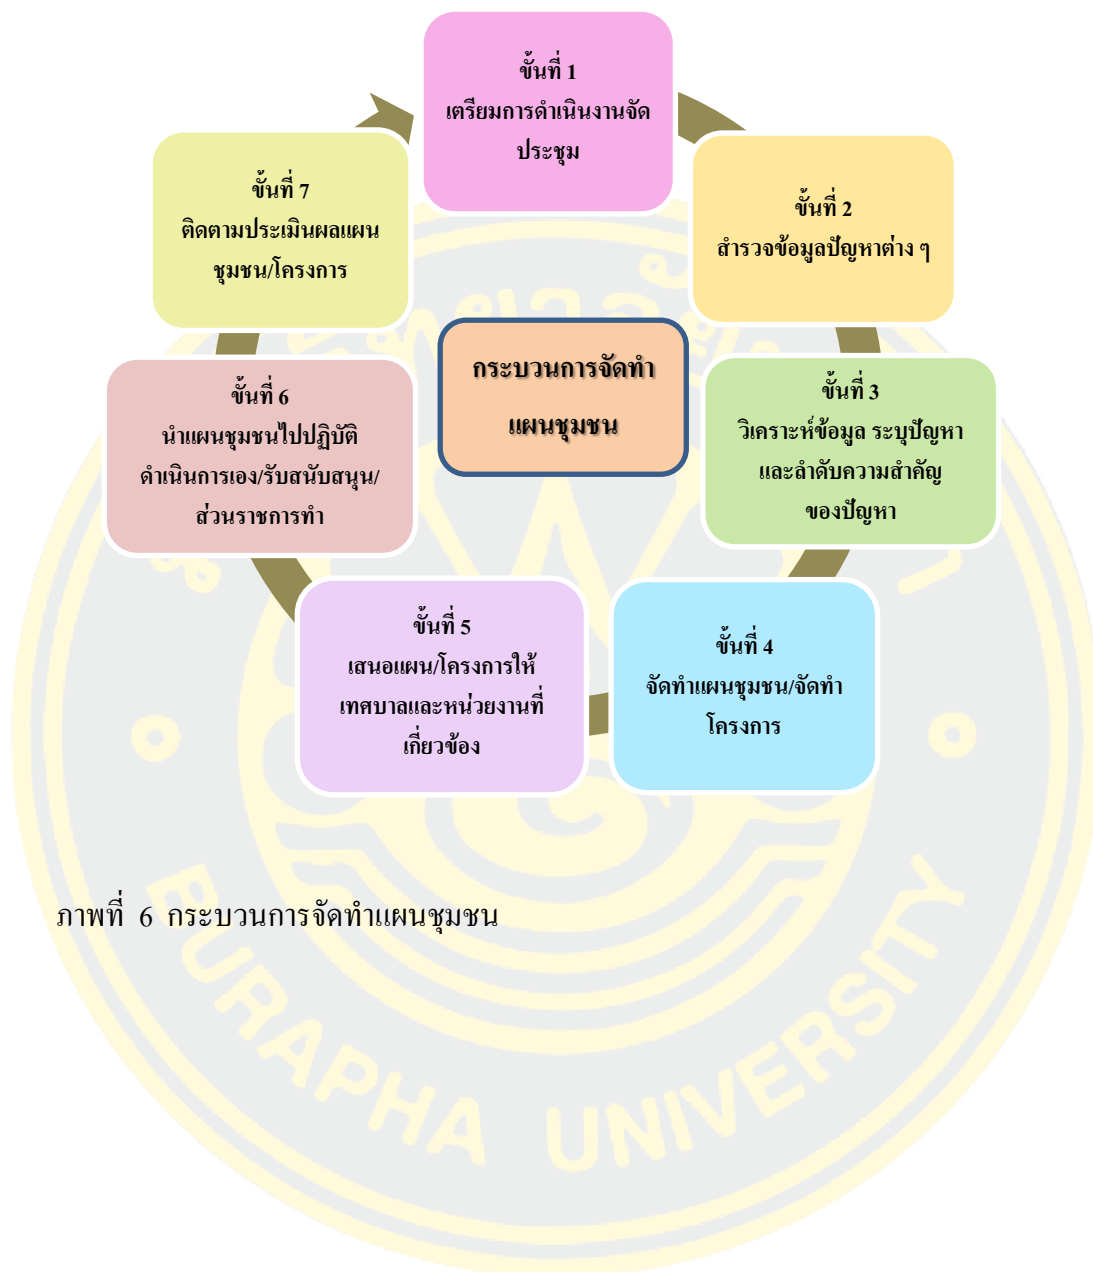 ขั้นที่ 1
เตรียมการดำเนินงานจัด
ประชุม
ขั้นที่ 2
สำรวจข้อมูลปัญหาต่าง ๆ
ขั้นที่ 3
วิเคราะห์ข้อมูล ระบุปัญหา
และลำดับความสำคัญ
ของปัญหา
ขั้นที่ 4
จัดทำแผนชุมชน/จัดทำ
โครงการ
ขั้นที่ 5
เสนอแผน/โครงการให้
เทศบาลและหน่วยงานที่
เกี่ยวข้อง
ขั้นที่ 6
นำแผนชุมชนไปปฏิบัติ
ดำเนินการเอง/รับสนับสนุน/
ส่วนราชการทำ
ขั้นที่ 7
ติดตามประเมินผลแผน
ชุมชน/โครงการ
กระบวนการจัดทำ
แผนชุมชน
ภาพที่ 6 กระบวนการจัดทำแผนชุมชน
BURAPHA UNIVERSITY